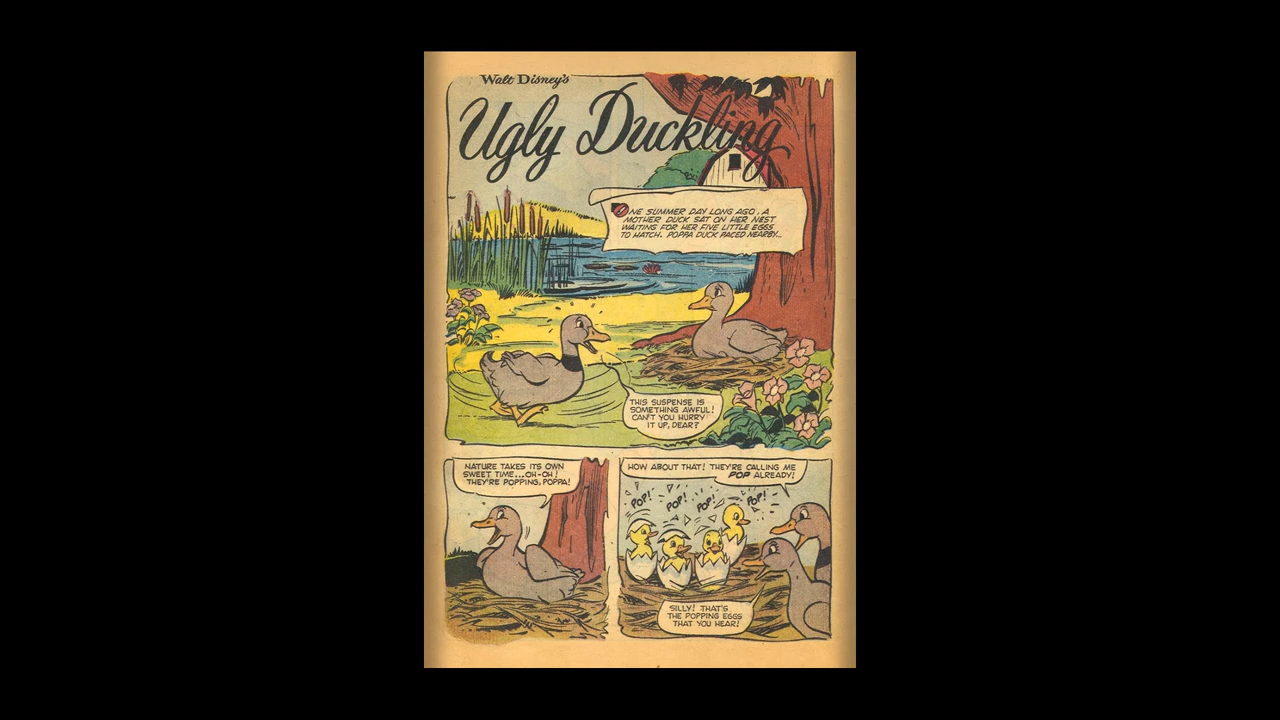 Walt Disney's
Ugly Duckling
ONE SUMMER DAY LONG AGO, A
MOTHER DUCK SAT ON HER NEST
WAITING FOR HER FIVE LITTLE EGGS
TO HATCH. POPPA DUCK PACED NEARBY...
THIS SUSPENSE IS
SOMETHING AWFUL!
CAN'T YOU HURRY
IT UP, DEAR?
NATURE TAKES ITS OWN
SWEET TIME...OH-OH!
THEY'RE POPPING, POPPA!
HOW ABOUT THAT! THEY'RE CALLING ME
POP ALREADY!
POP!
POP!
POP!
POP!
SILLY! THAT'S
THE POPPING EGGS
THAT YOU HEAR!